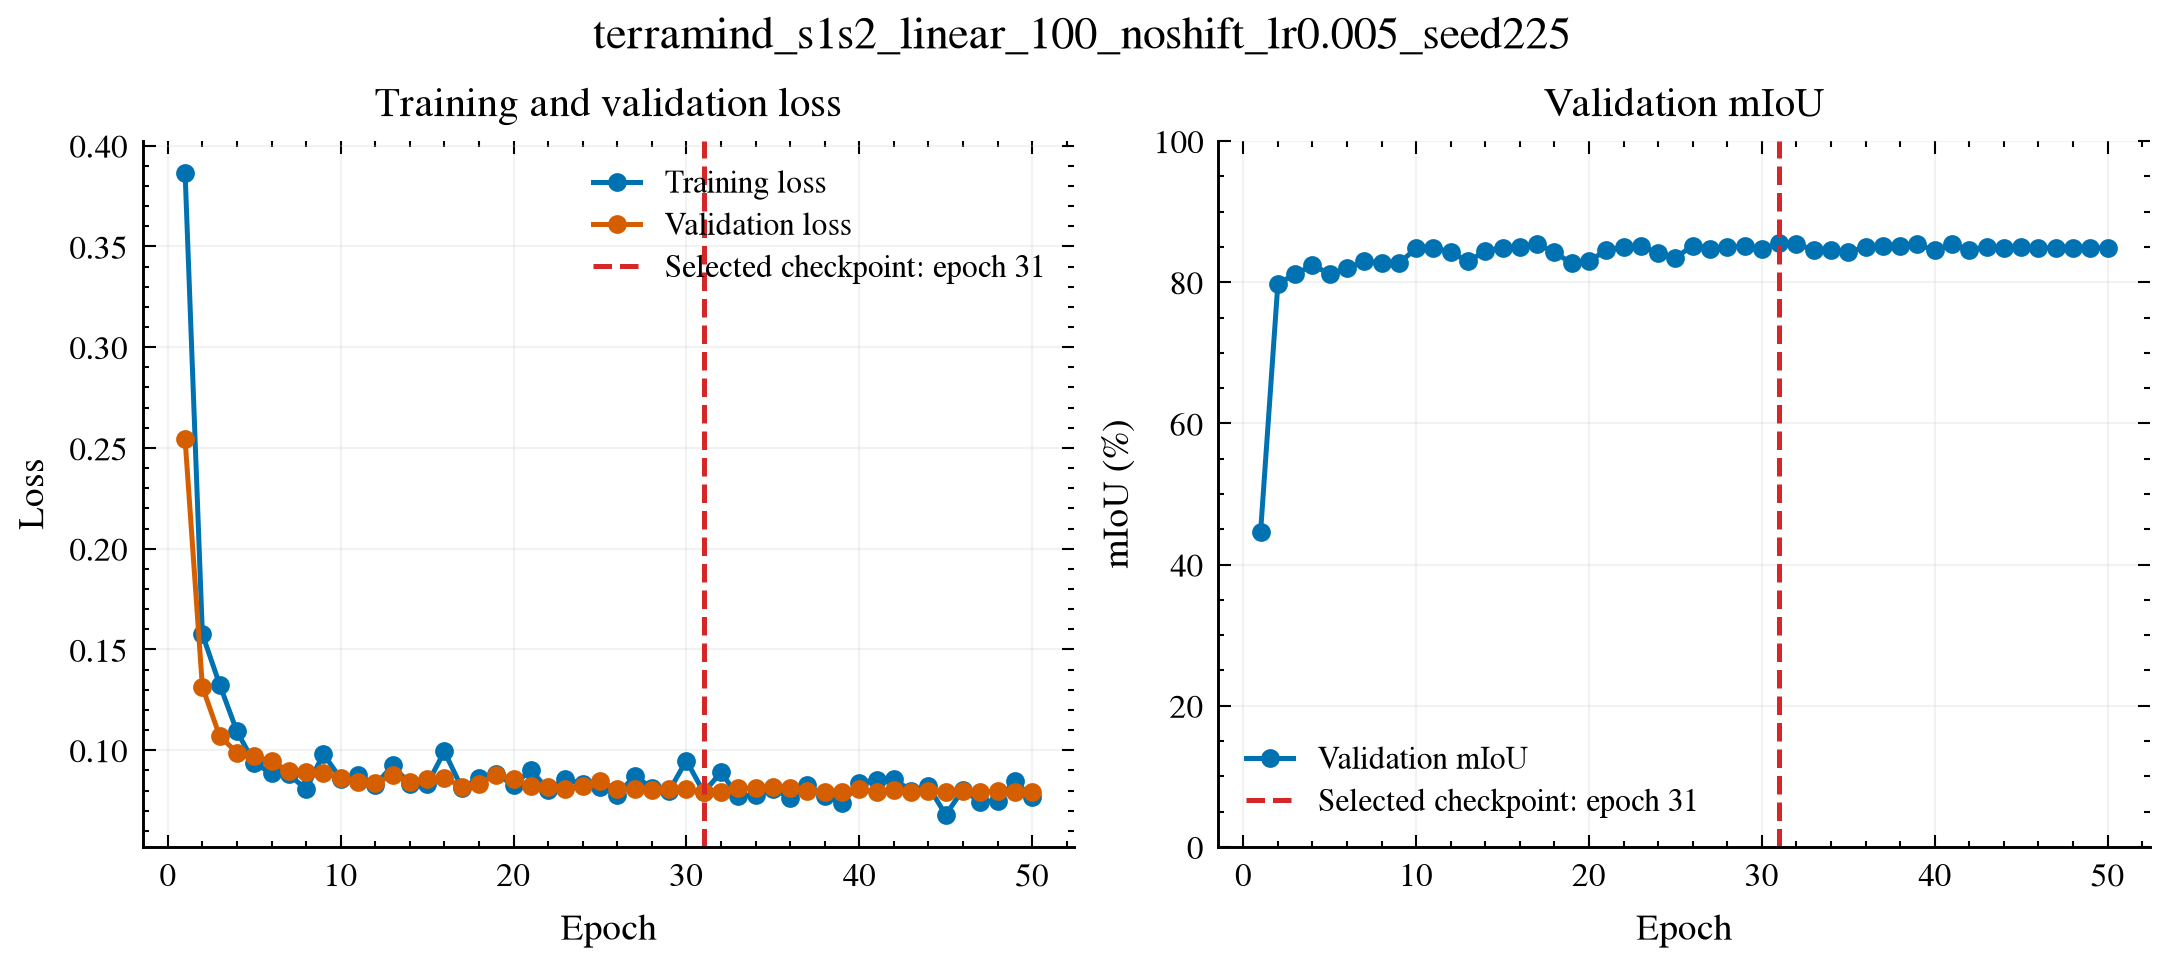 terramind_s1s2_linear_100_noshift_lr0.005_seed225
Training and validation loss
0.40
0.35
0.30
0.25
0.20
0.15
0.10
Loss
Training loss
Validation loss
Selected checkpoint: epoch 31
0 10 20 30 40 50
Epoch
Validation mIoU
100
80
60
40
20
0
mIoU (%)
Validation mIoU
Selected checkpoint: epoch 31
0 10 20 30 40 50
Epoch